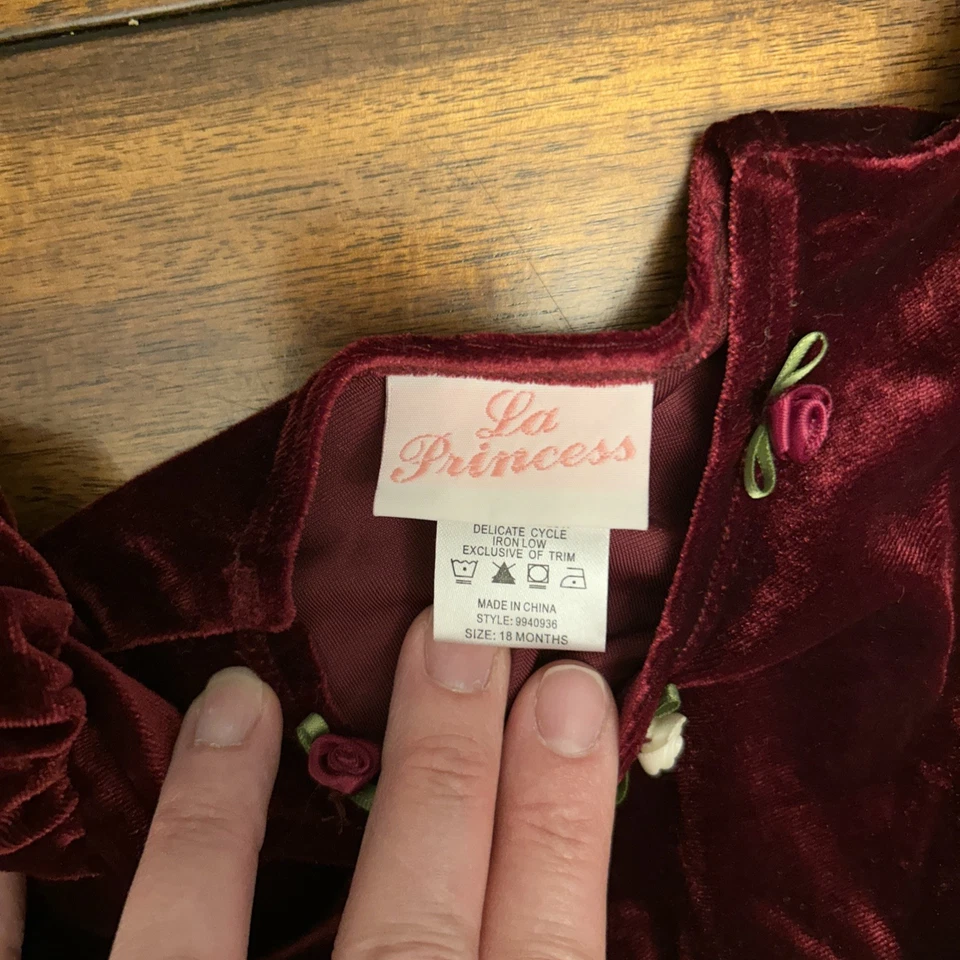 La
Princess
DELICATE CYCLE
IRON LOW
EXCLUSIVE OF TRIM
MADE IN CHINA
STYLE: 9940936
SIZE: 18 MONTHS